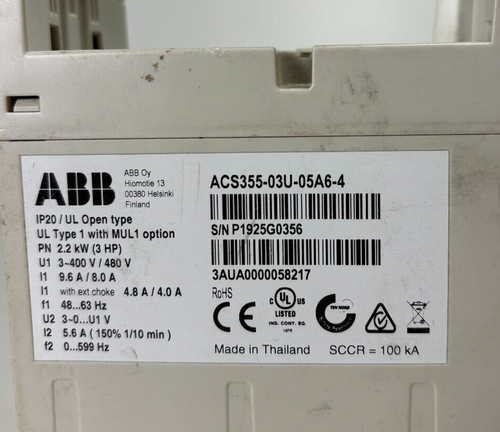 ABB
ABB Oy
Hiomotie 13
00380 Helsinki
Finland
IP20 / UL Open type
UL Type 1 with MUL1 option
PN 2.2 kW (3 HP)
U1 3~400 V / 480 V
I1 9.6 A / 8.0 A
I1 with ext.choke 4.8 A / 4.0 A
f1 48...63 Hz
U2 3~0...U1 V
I2 5.6 A ( 150% 1/10 min )
f2 0...599 Hz
ACS355-03U-05A6-4
S/N P1925G0356
3AUA0000058217
RoHS
CE
C UL US
LISTED
IND. CONT. EQ.
Made in Thailand SCCR = 100 kA